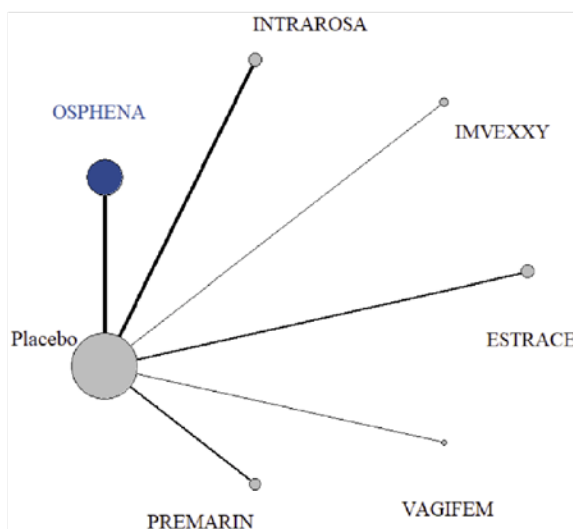 INTRAROSA
OSPHENA
IMVEXXY
ESTRACE
Placebo
VAGIFEM
PREMARIN